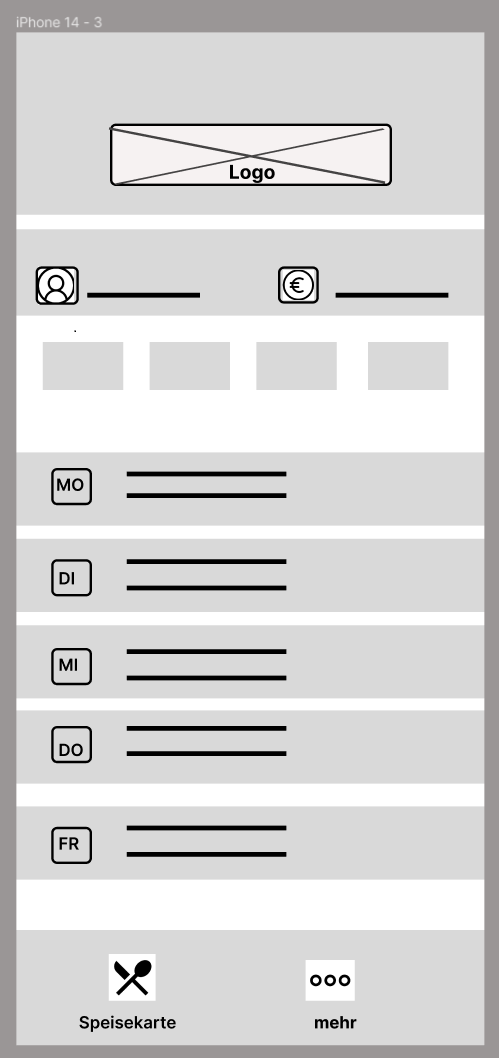 iPhone 14 - 3
Logo
€
MO
DI
MI
DO
FR
Speisekarte
mehr